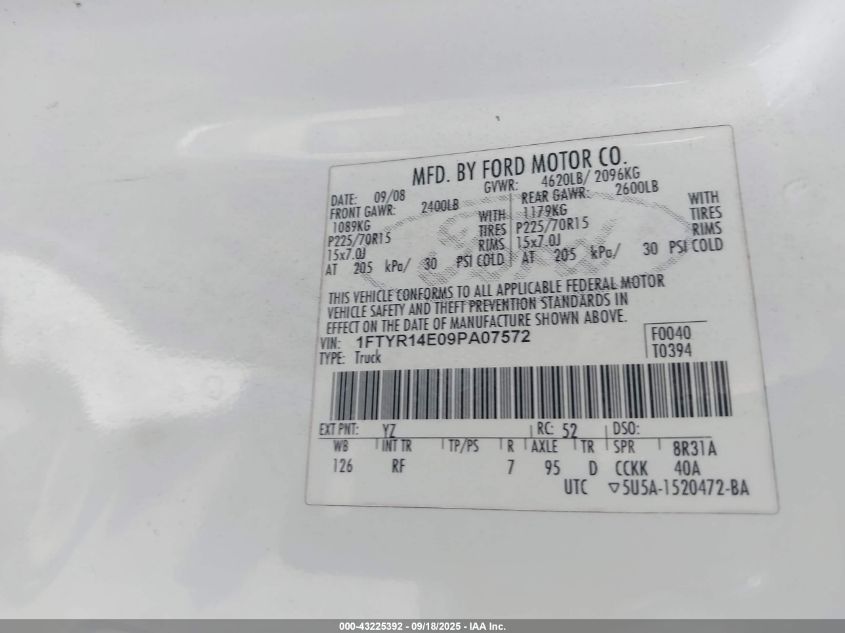 MFD. BY FORD MOTOR CO.
DATE: 09/08 GVWR: 4620LB/ 2096KG
FRONT GAWR: 2400LB REAR GAWR: 2600LB
1089KG WITH 1179KG WITH
P225/70R15 TIRES P225/70R15 TIRES
15x7.0J RIMS 15x7.0J RIMS
AT 205 kPa/ 30 PSI COLD AT 205 kPa/ 30 PSI COLD
THIS VEHICLE CONFORMS TO ALL APPLICABLE FEDERAL MOTOR
VEHICLE SAFETY AND THEFT PREVENTION STANDARDS IN
EFFECT ON THE DATE OF MANUFACTURE SHOWN ABOVE.
VIN: 1FTYR14E09PA07572 F0040
TYPE: Truck T0394
EXT PNT: YZ RC: 52 DSO:
WB INT TR TP/PS R AXLE TR SPR 8R31A
126 RF 7 95 D CCKK 40A
UTC ▽5U5A-1520472-BA
000-43225392 - 09/18/2025 - IAA Inc.